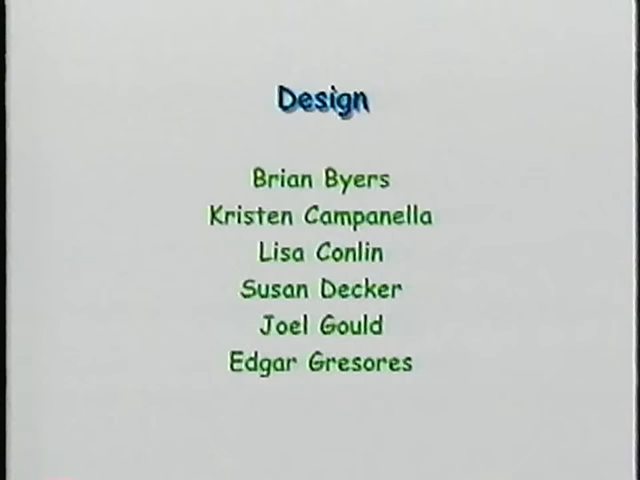 Design
Brian Byers
Kristen Campanella
Lisa Conlin
Susan Decker
Joel Gould
Edgar Gresores